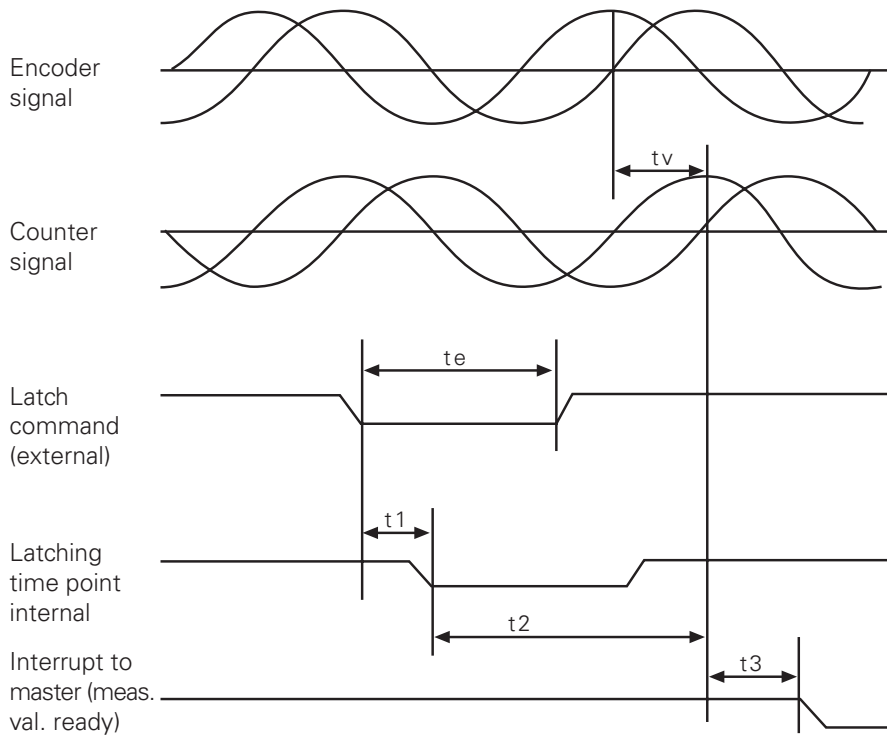 Encoder
signal
tv
Counter
signal
te
Latch
command
(external)
t1
Latching
time point
internal
t2
Interrupt to
master (meas.
val. ready)
t3